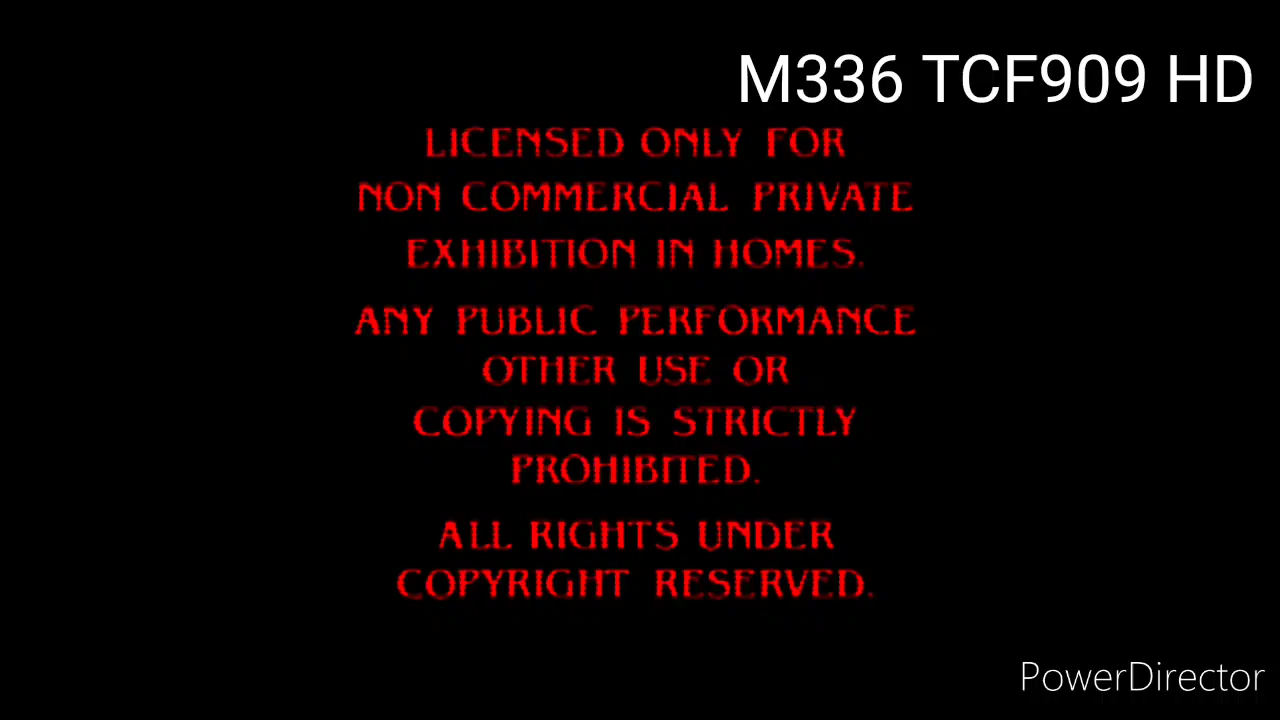 M336 TCF909 HD
LICENSED ONLY FOR
NON COMMERCIAL PRIVATE
EXHIBITION IN HOMES.
ANY PUBLIC PERFORMANCE
OTHER USE OR
COPYING IS STRICTLY
PROHIBITED.
ALL RIGHTS UNDER
COPYRIGHT RESERVED.
PowerDirector